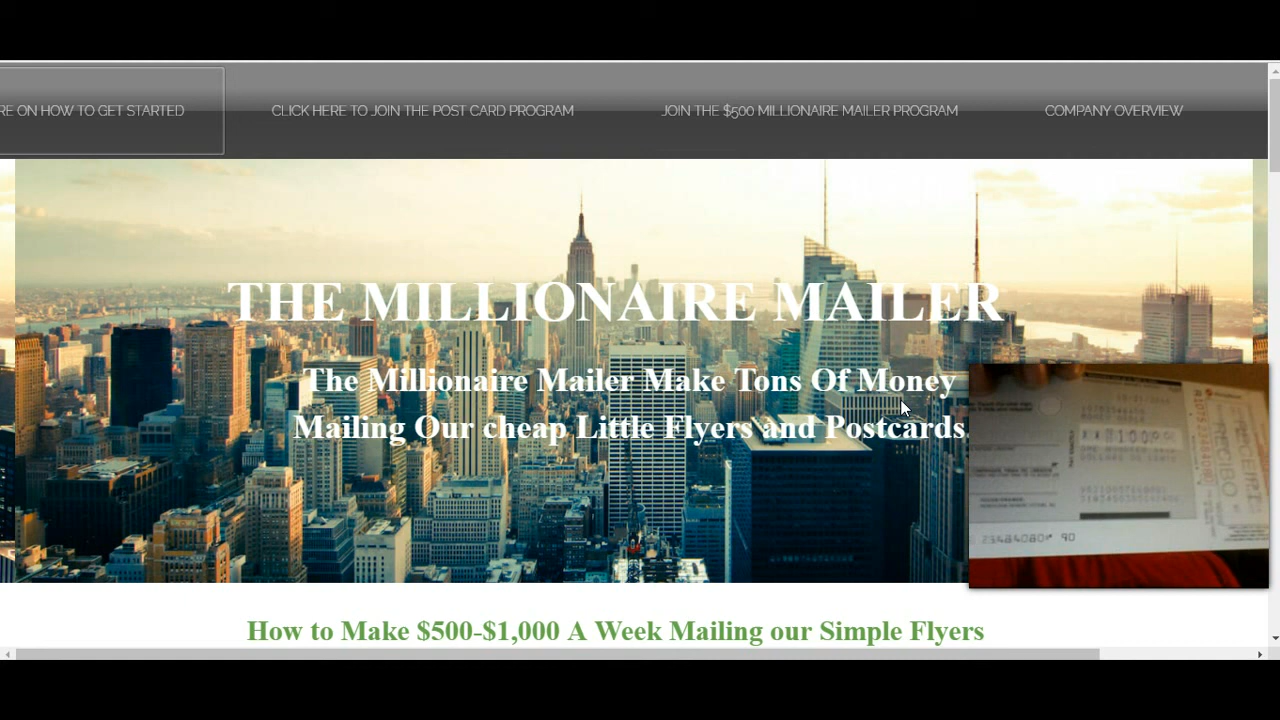 RE ON HOW TO GET STARTED
CLICK HERE TO JOIN THE POST CARD PROGRAM
JOIN THE $500 MILLIONAIRE MAILER PROGRAM
COMPANY OVERVIEW
THE MILLIONAIRE MAILER
The Millionaire Mailer Make Tons Of Money
Mailing Our cheap Little Flyers and Postcards
How to Make $500-$1,000 A Week Mailing our Simple Flyers